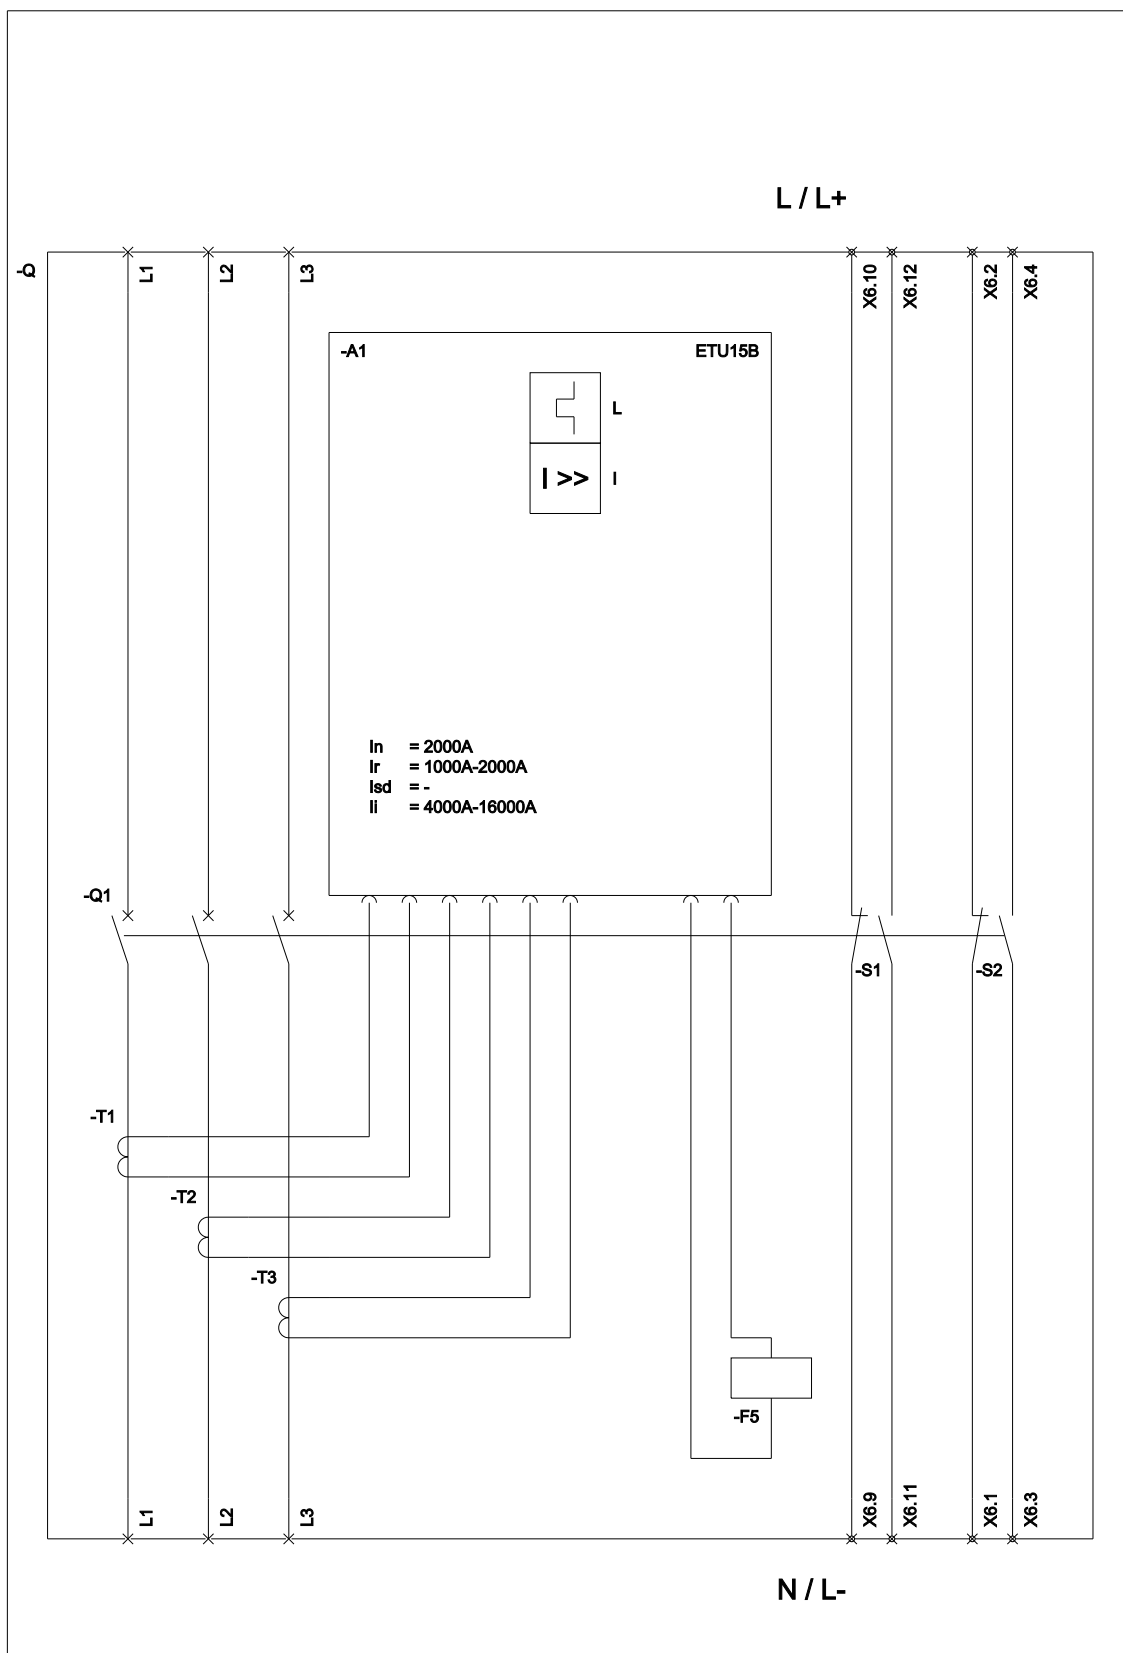 L / L+
-Q
L1
L2
L3
X6.10
X6.12
X6.2
X6.4
-A1 ETU15B
L
I >> I
In = 2000A
Ir = 1000A-2000A
Isd = -
Ii = 4000A-16000A
-Q1
-S1
-S2
-T1
-T2
-T3
-F5
L1
L2
L3
X6.9
X6.11
X6.1
X6.3
N / L-